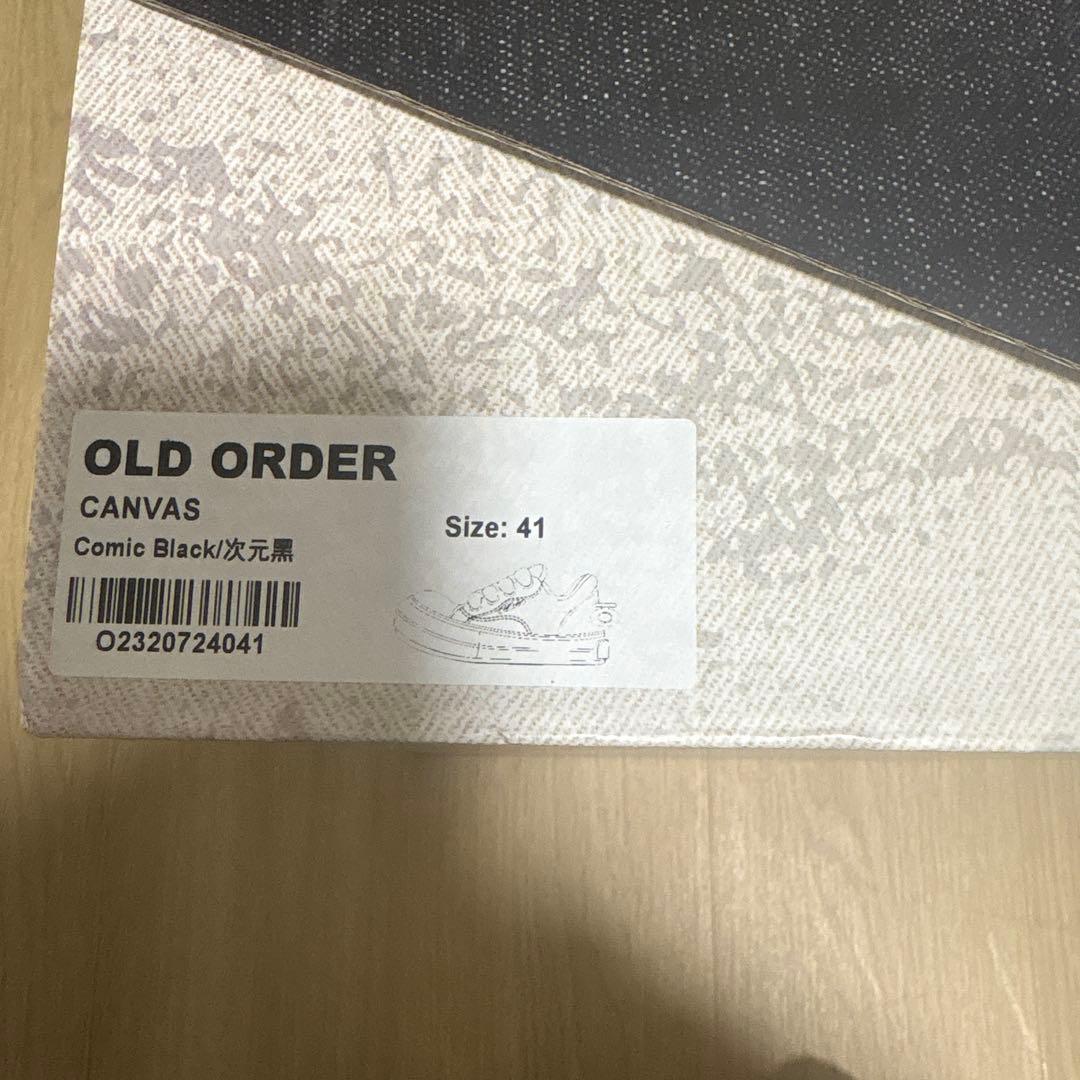 OLD ORDER
CANVAS
Size: 41
Comic Black/次元黑
O2320724041